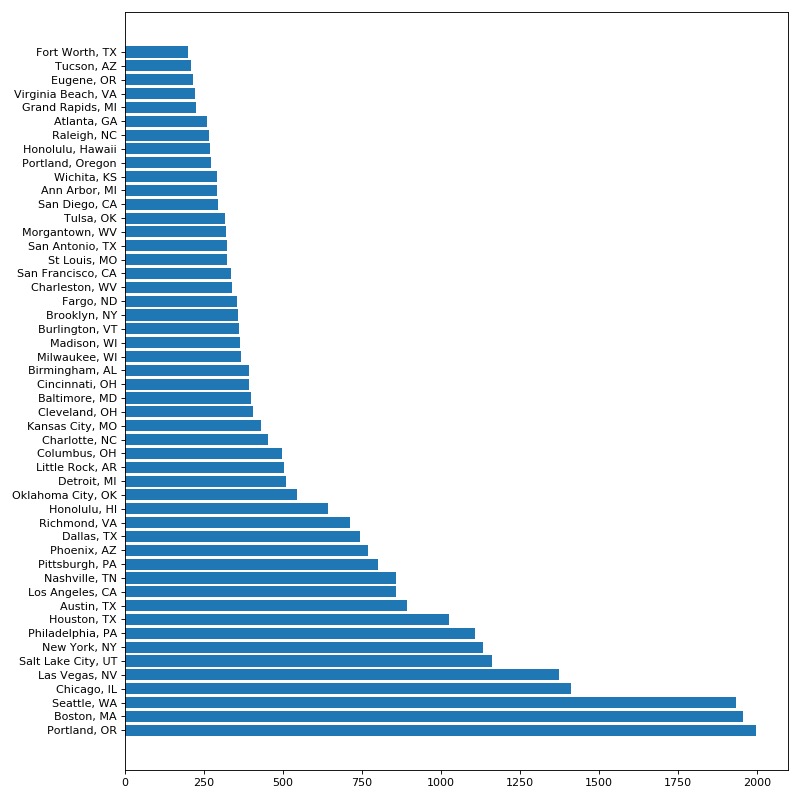 Fort Worth, TX
Tucson, AZ
Eugene, OR
Virginia Beach, VA
Grand Rapids, MI
Atlanta, GA
Raleigh, NC
Honolulu, Hawaii
Portland, Oregon
Wichita, KS
Ann Arbor, MI
San Diego, CA
Tulsa, OK
Morgantown, WV
San Antonio, TX
St Louis, MO
San Francisco, CA
Charleston, WV
Fargo, ND
Brooklyn, NY
Burlington, VT
Madison, WI
Milwaukee, WI
Birmingham, AL
Cincinnati, OH
Baltimore, MD
Cleveland, OH
Kansas City, MO
Charlotte, NC
Columbus, OH
Little Rock, AR
Detroit, MI
Oklahoma City, OK
Honolulu, HI
Richmond, VA
Dallas, TX
Phoenix, AZ
Pittsburgh, PA
Nashville, TN
Los Angeles, CA
Austin, TX
Houston, TX
Philadelphia, PA
New York, NY
Salt Lake City, UT
Las Vegas, NV
Chicago, IL
Seattle, WA
Boston, MA
Portland, OR
0 250 500 750 1000 1250 1500 1750 2000